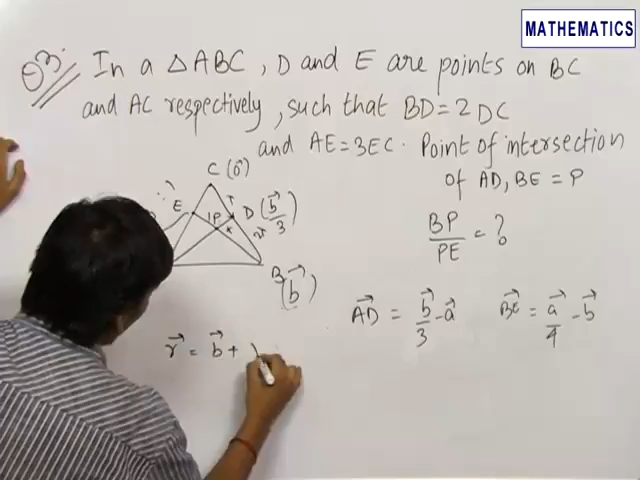 MATHEMATICS
Q3. In a △ABC, D and E are points on BC
and AC respectively, such that BD=2DC
and AE=3EC. Point of intersection
of AD, BE = P
BP/PE = ?
C (0⃗)
E P D (b⃗/3)
B
(b⃗)
AD⃗ = b⃗/3 - a⃗ BE⃗ = a⃗/4 - b⃗
r⃗ = b⃗ +